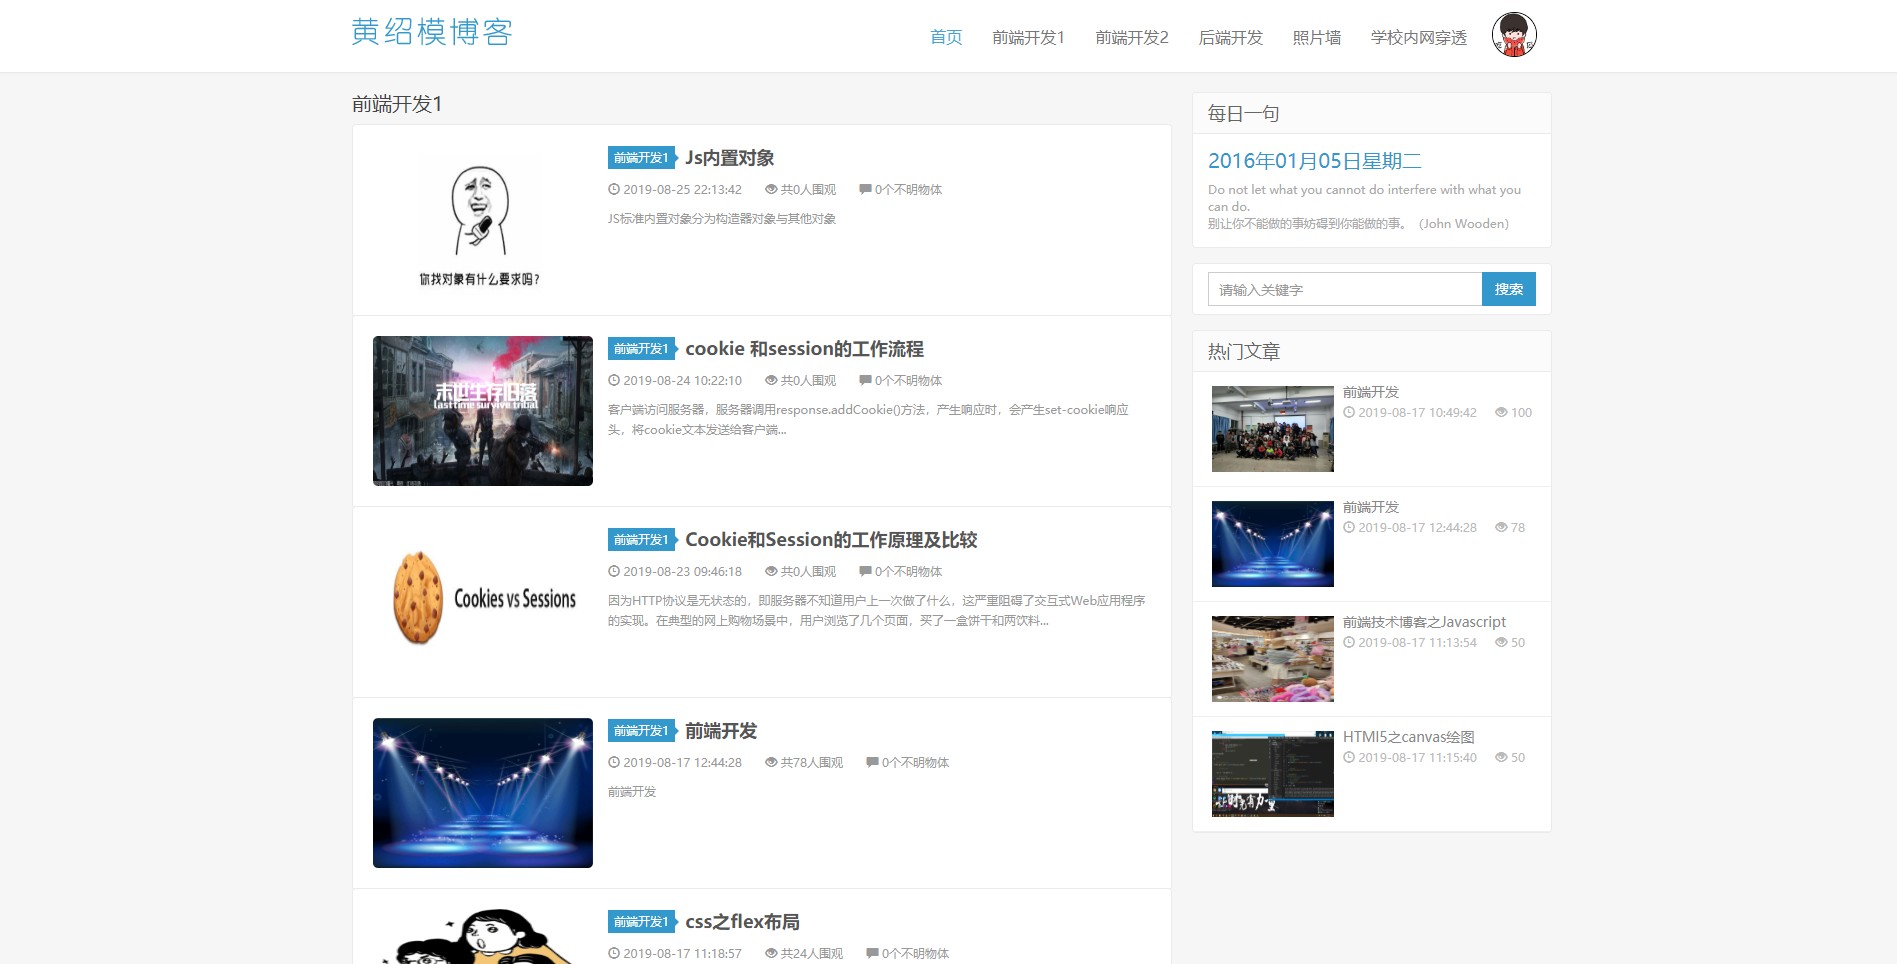 黄绍模博客
首页 前端开发1 前端开发2 后端开发 照片墙 学校内网穿透
前端开发1
你找对象有什么要求吗?
前端开发1 Js内置对象
2019-08-25 22:13:42 共0人围观 0个不明物体
JS标准内置对象分为构造器对象与其他对象
末世生存旧落
lasttime survive tribal
前端开发1 cookie 和session的工作流程
2019-08-24 10:22:10 共0人围观 0个不明物体
客户端访问服务器，服务器调用response.addCookie()方法，产生响应时，会产生set-cookie响应
头，将cookie文本发送给客户端...
Cookies vs Sessions
前端开发1 Cookie和Session的工作原理及比较
2019-08-23 09:46:18 共0人围观 0个不明物体
因为HTTP协议是无状态的，即服务器不知道用户上一次做了什么，这严重阻碍了交互式Web应用程序
的实现。在典型的网上购物场景中，用户浏览了几个页面，买了一盒饼干和两饮料...
前端开发1 前端开发
2019-08-17 12:44:28 共78人围观 0个不明物体
前端开发
前端开发1 css之flex布局
2019-08-17 11:18:57 共24人围观 0个不明物体
每日一句
2016年01月05日星期二
Do not let what you cannot do interfere with what you
can do.
别让你不能做的事妨碍到你能做的事。（John Wooden）
请输入关键字 搜索
热门文章
前端开发
2019-08-17 10:49:42 100
前端开发
2019-08-17 12:44:28 78
前端技术博客之Javascript
2019-08-17 11:13:54 50
HTMl5之canvas绘图
2019-08-17 11:15:40 50